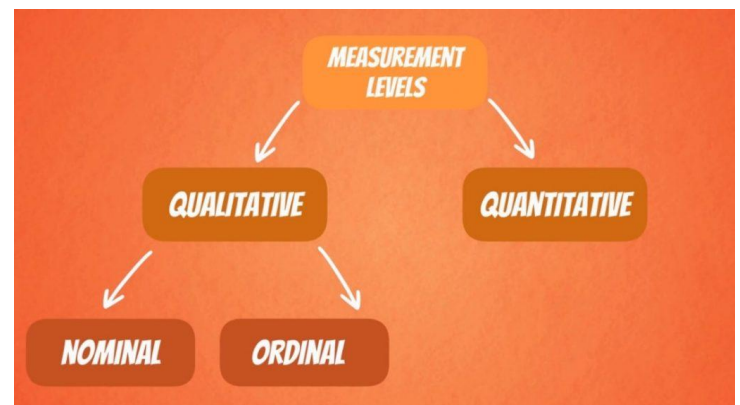 MEASUREMENT
LEVELS
QUALITATIVE
QUANTITATIVE
NOMINAL
ORDINAL